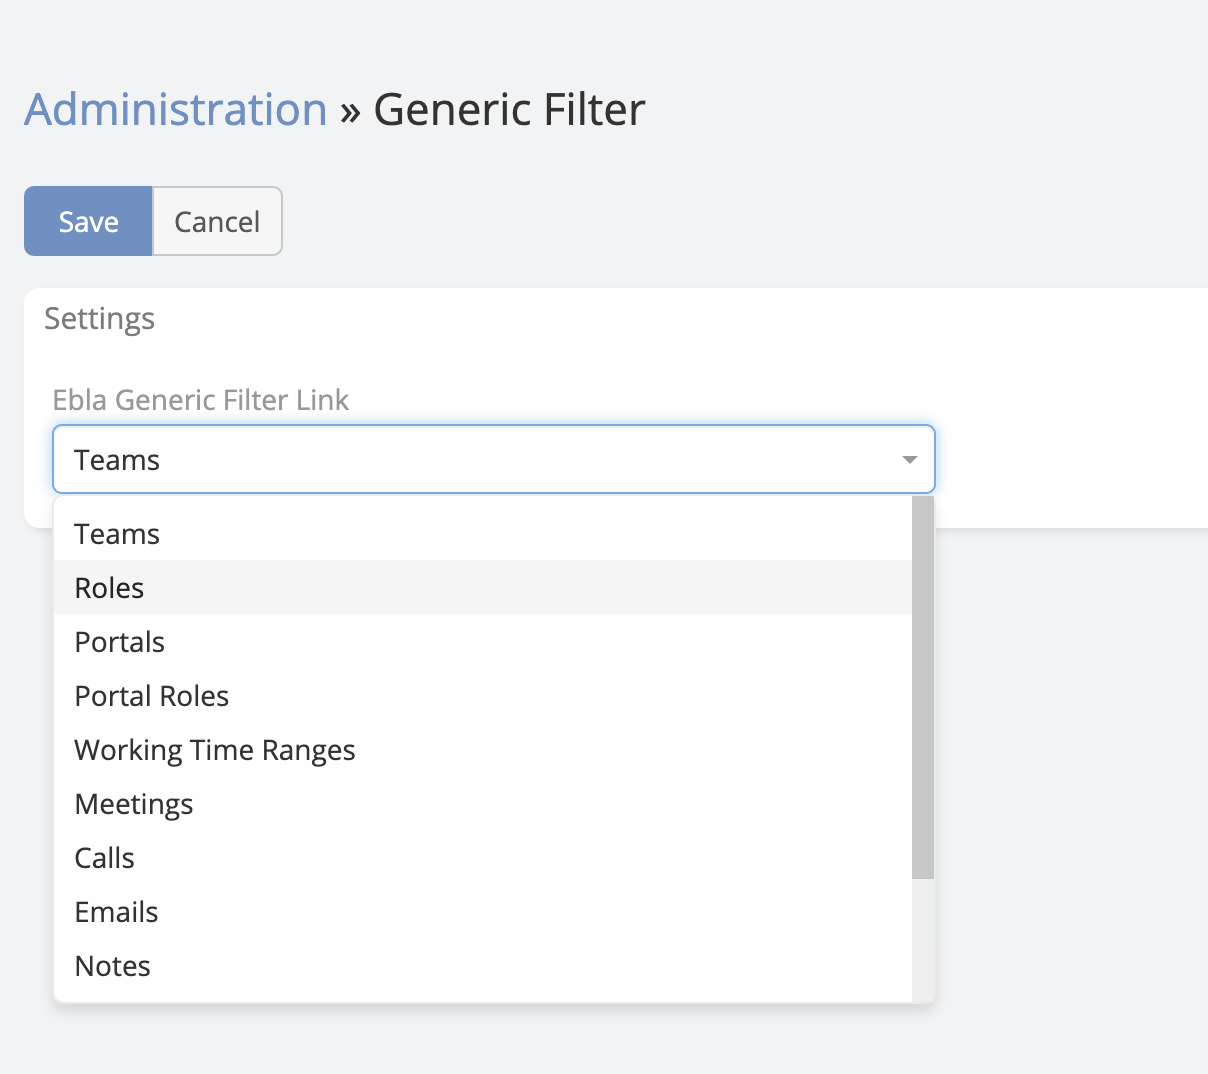 Administration » Generic Filter
Save
Cancel
Settings
Ebla Generic Filter Link
Teams
Teams
Roles
Portals
Portal Roles
Working Time Ranges
Meetings
Calls
Emails
Notes